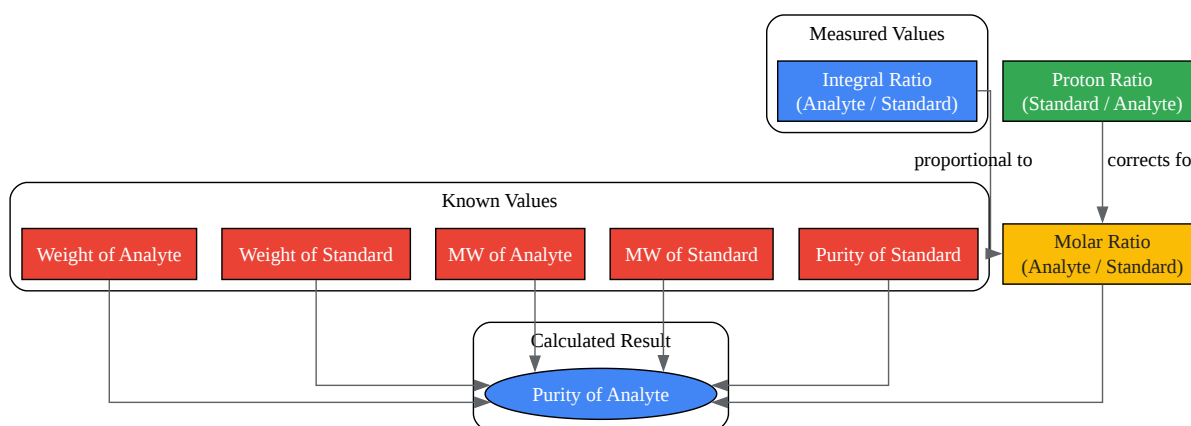 Measured Values
Integral Ratio
(Analyte / Standard)
Proton Ratio
(Standard / Analyte)
proportional to
corrects fo
Known Values
Weight of Analyte
Weight of Standard
MW of Analyte
MW of Standard
Purity of Standard
Molar Ratio
(Analyte / Standard)
Calculated Result
Purity of Analyte